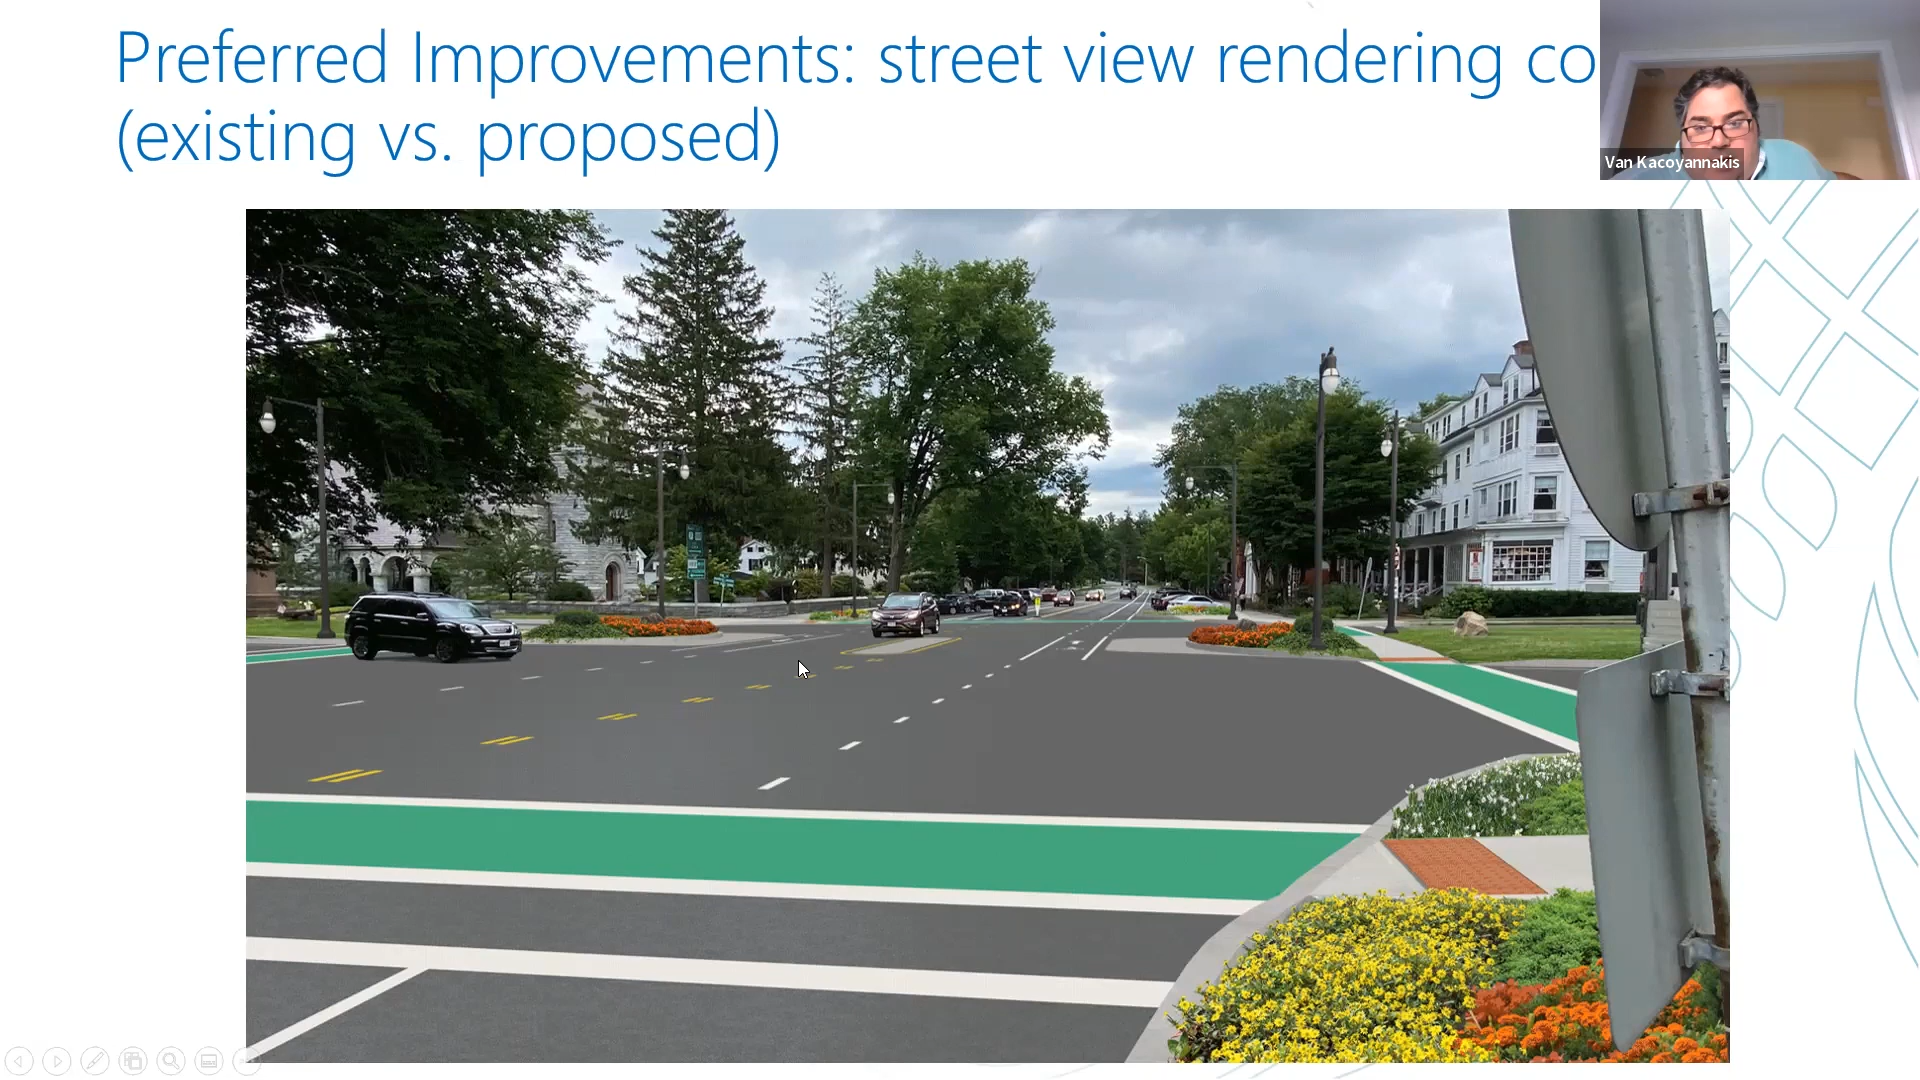 Preferred Improvements: street view rendering co
(existing vs. proposed)
Van Kacoyannakis